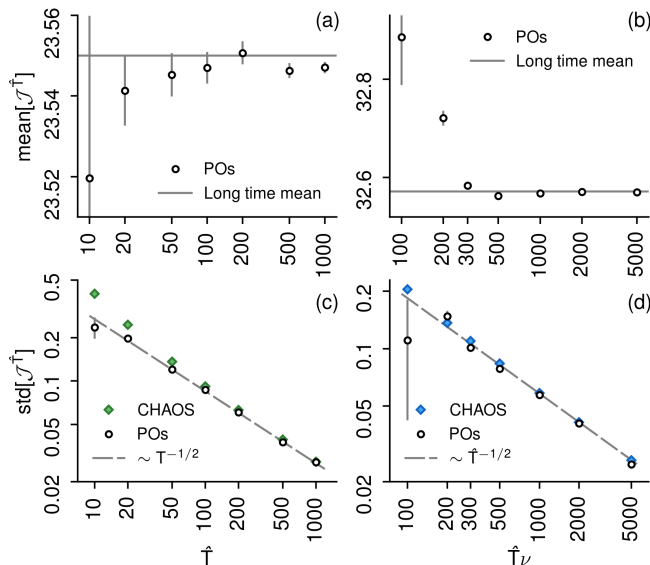 (a)
mean[𝒥^T̂]
23.56
23.54
23.52
POs
Long time mean
10
20
50
100
200
500
1000
(b)
32.8
32.6
POs
Long time mean
100
200
300
500
1000
2000
5000
(c)
std[𝒥^T̂]
0.5
0.2
0.1
0.05
0.02
CHAOS
POs
∼ T^−1/2
10
20
50
100
200
500
1000
T̂
(d)
0.2
0.1
0.05
0.02
CHAOS
POs
∼ T̂^−1/2
100
200
300
500
1000
2000
5000
T̂ν